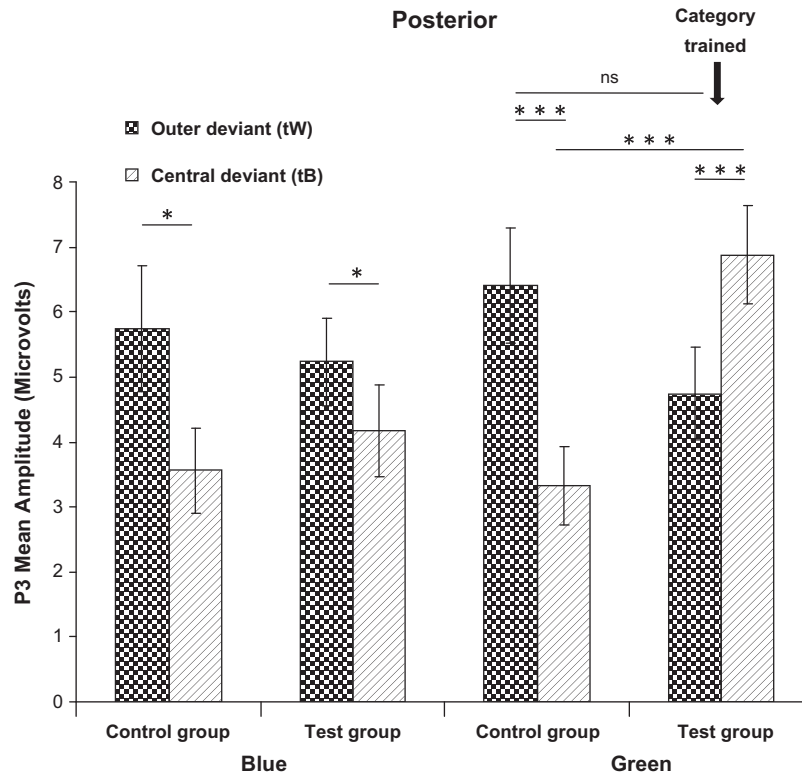 Posterior
Category
trained
ns
* * *
Outer deviant (tW)
* * *
Central deviant (tB)
* * *
8
*
7
*
6
5
4
3
2
1
0
P3 Mean Amplitude (Microvolts)
Control group Test group Control group Test group
Blue Green